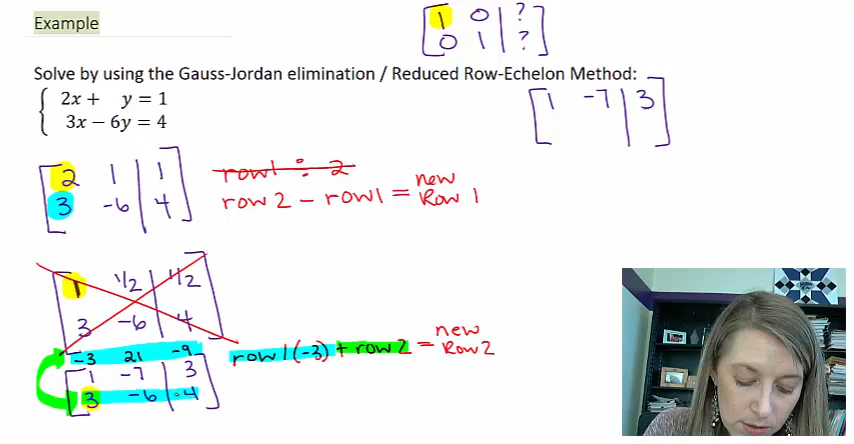 Example
[1 0 | ?]
[0 1 | ?]
Solve by using the Gauss-Jordan elimination / Reduced Row-Echelon Method:
2x + y = 1
3x − 6y = 4
[1 -7 | 3]
[2 1 | 1]
[3 -6 | 4]
row 1 ÷ 2
row 2 − row 1 = new Row 1
[1 1/2 | 1/2]
[3 -6 | 4]
-3 21 -9
[1 -7 | 3]
[3 -6 | 4]
row 1 (-3) + row 2 = new Row 2